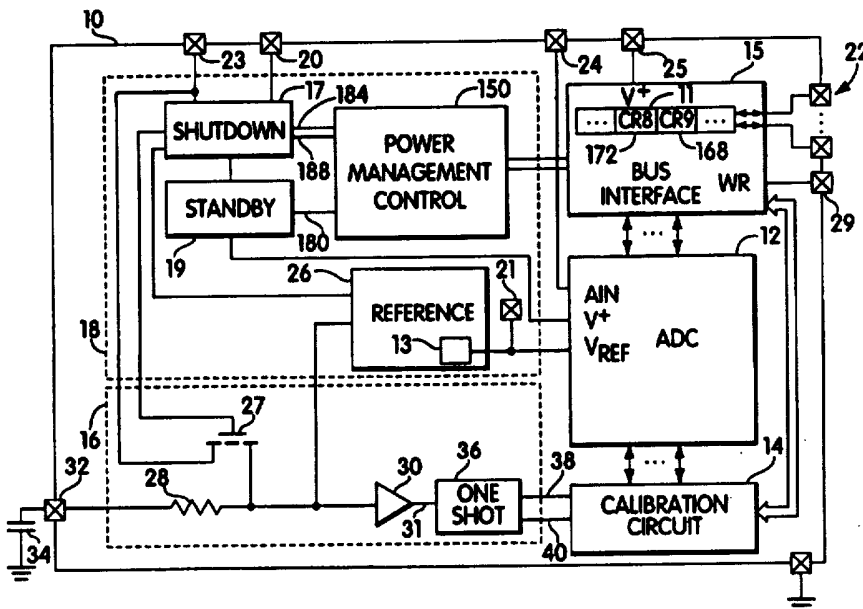 10
23
20
24
25
15
22
17
184
150
V+
11
SHUTDOWN
188
POWER
MANAGEMENT
CONTROL
... CR8 CR9 ...
172
168
BUS
INTERFACE
WR
29
STANDBY
180
19
26
21
12
...
18
REFERENCE
13
AIN
V+
VREF
ADC
16
27
32
28
30
36
38
14
...
ONE
SHOT
CALIBRATION
CIRCUIT
31
40
34